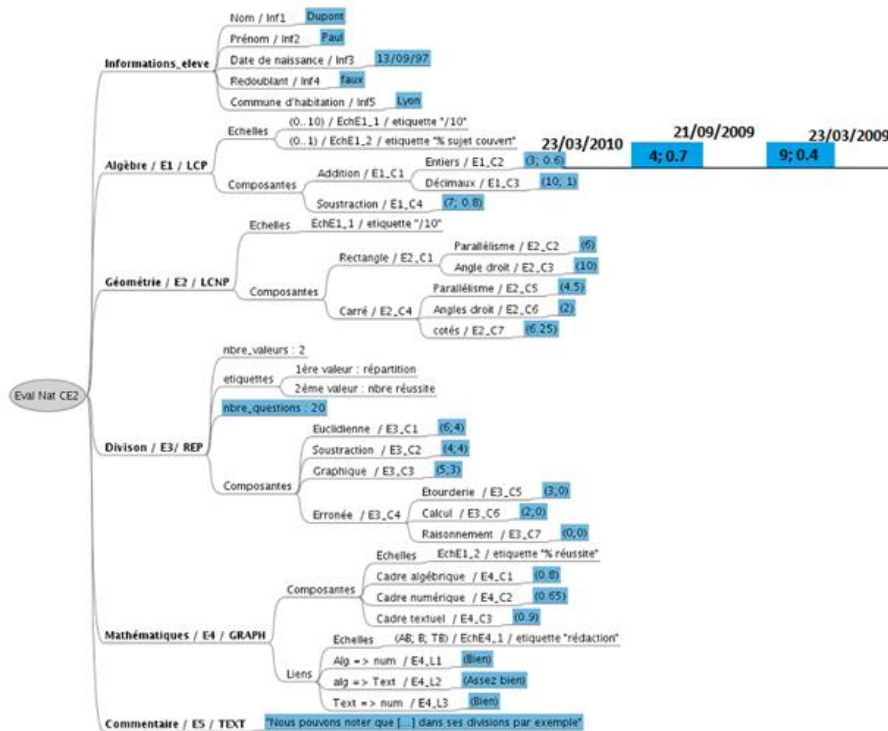 Eval Nat CE2
Informations_eleve
Nom / Inf1 Dupont
Prénom / Inf2 Paul
Date de naissance / Inf3 13/09/97
Redoublant / Inf4 faux
Commune d'habitation / Inf5 Lyon
Algèbre / E1 / LCP
Echelles
(0..10) / EchE1_1 / etiquette "/10"
(0..1) / EchE1_2 / etiquette "% sujet couvert"
Composantes
Addition / E1_C1
Entiers / E1_C2 (3; 0.6)
23/03/2010 21/09/2009 23/03/2009
4; 0.7 9; 0.4
Décimaux / E1_C3 (10; 1)
Soustraction / E1_C4 (7; 0.8)
Géométrie / E2 / LCNP
Echelles EchE1_1 / etiquette "/10"
Composantes
Rectangle / E2_C1
Parallélisme / E2_C2 (6)
Angle droit / E2_C3 (10)
Carré / E2_C4
Parallélisme / E2_C5 (4.5)
Angles droit / E2_C6 (2)
cotés / E2_C7 (6.25)
Divison / E3/ REP
nbre_valeurs : 2
etiquettes
1ère valeur : répartition
2ème valeur : nbre réussite
nbre_questions : 20
Composantes
Euclidienne / E3_C1 (6;4)
Soustraction / E3_C2 (4;4)
Graphique / E3_C3 (5;3)
Erronée / E3_C4
Etourderie / E3_C5 (3;0)
Calcul / E3_C6 (2;0)
Raisonnement / E3_C7 (0;0)
Mathématiques / E4 / GRAPH
Composantes
Echelles EchE1_2 / etiquette "% réussite"
Cadre algébrique / E4_C1 (0.8)
Cadre numérique / E4_C2 (0.65)
Cadre textuel / E4_C3 (0.9)
Liens
Echelles (AB; B; TB) / EchE4_1 / etiquette "rédaction"
Alg => num / E4_L1 (Bien)
alg => Text / E4_L2 (Assez bien)
Text => num / E4_L3 (Bien)
Commentaire / E5 / TEXT "Nous pouvons noter que [...] dans ses divisions par exemple"